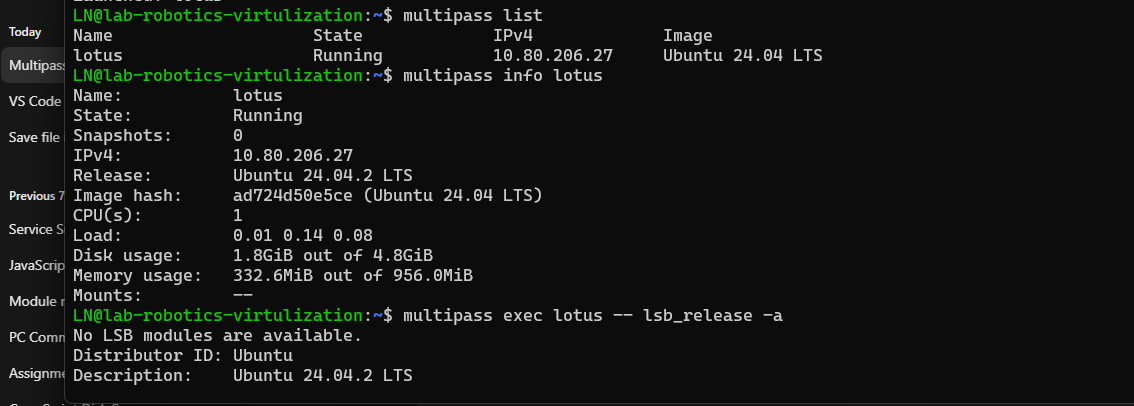 Today
Multipass
VS Code
Save file
Previous 7
Service S
JavaScrip
Module
PC Comm
Assignme
LN@lab-robotics-virtulization:~$ multipass list
Name State IPv4 Image
lotus Running 10.80.206.27 Ubuntu 24.04 LTS
LN@lab-robotics-virtulization:~$ multipass info lotus
Name: lotus
State: Running
Snapshots: 0
IPv4: 10.80.206.27
Release: Ubuntu 24.04.2 LTS
Image hash: ad724d50e5ce (Ubuntu 24.04 LTS)
CPU(s): 1
Load: 0.01 0.14 0.08
Disk usage: 1.8GiB out of 4.8GiB
Memory usage: 332.6MiB out of 956.0MiB
Mounts: --
LN@lab-robotics-virtulization:~$ multipass exec lotus -- lsb_release -a
No LSB modules are available.
Distributor ID: Ubuntu
Description: Ubuntu 24.04.2 LTS